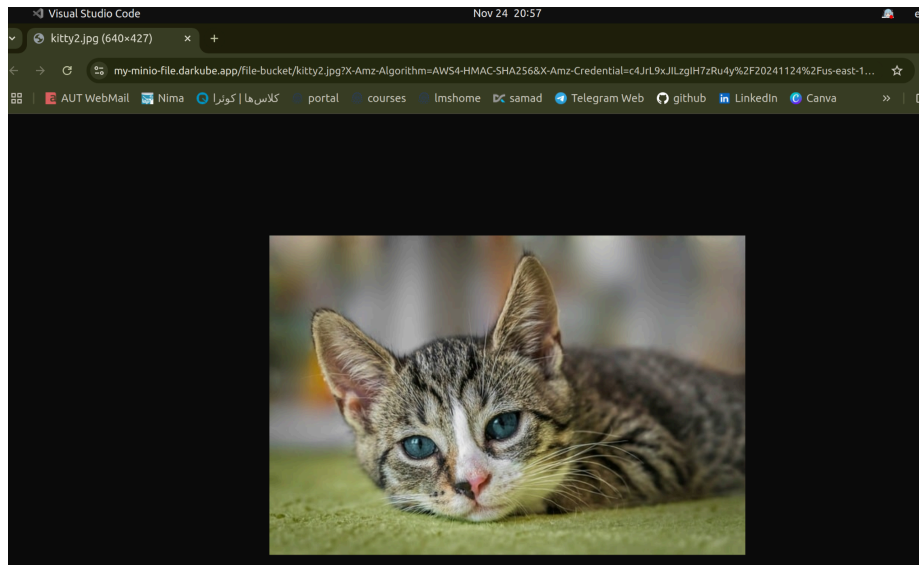 Visual Studio Code Nov 24 20:57
kitty2.jpg (640×427)
my-minio-file.darkube.app/file-bucket/kitty2.jpg?X-Amz-Algorithm=AWS4-HMAC-SHA256&X-Amz-Credential=c4JrL9xJILzgIH7zRu4y%2F20241124%2Fus-east-1...
AUT WebMail Nima کلاس‌ها | کوئرا portal courses lmshome samad Telegram Web github LinkedIn Canva